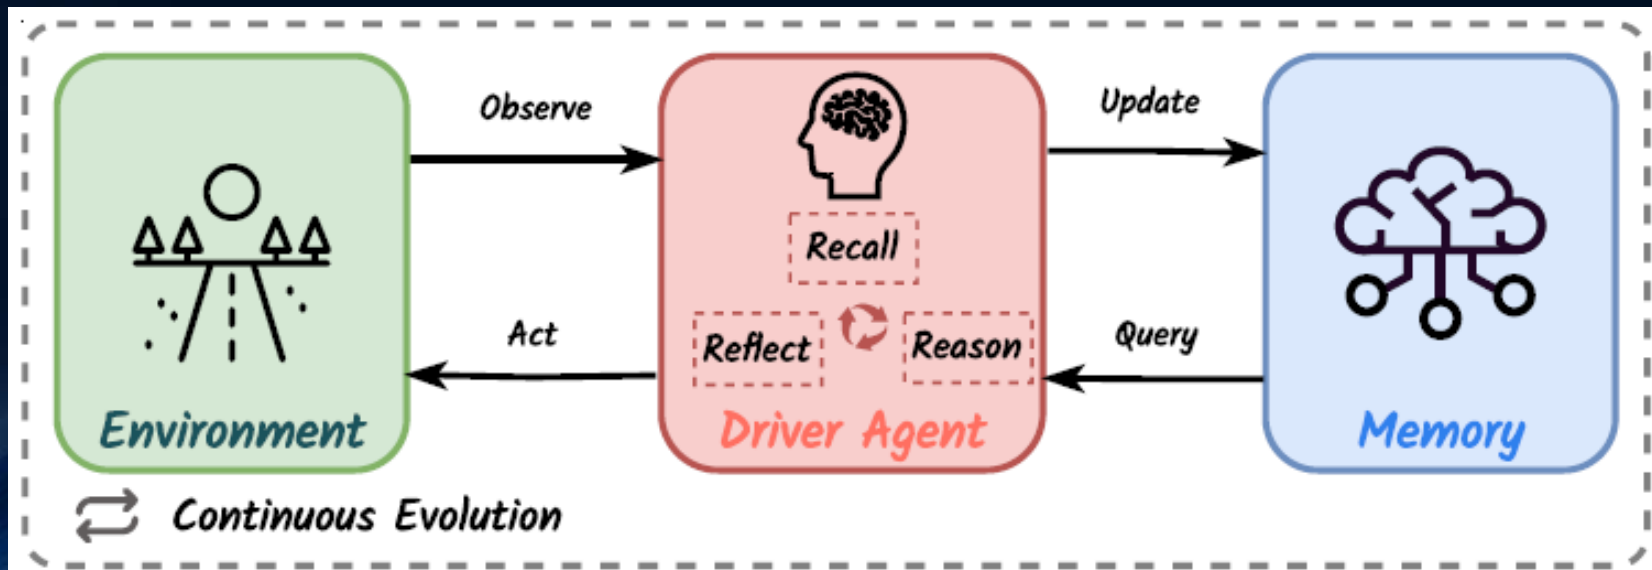 Observe
Update
Recall
Act
Query
Reflect
Reason
Environment
Driver Agent
Memory
Continuous Evolution